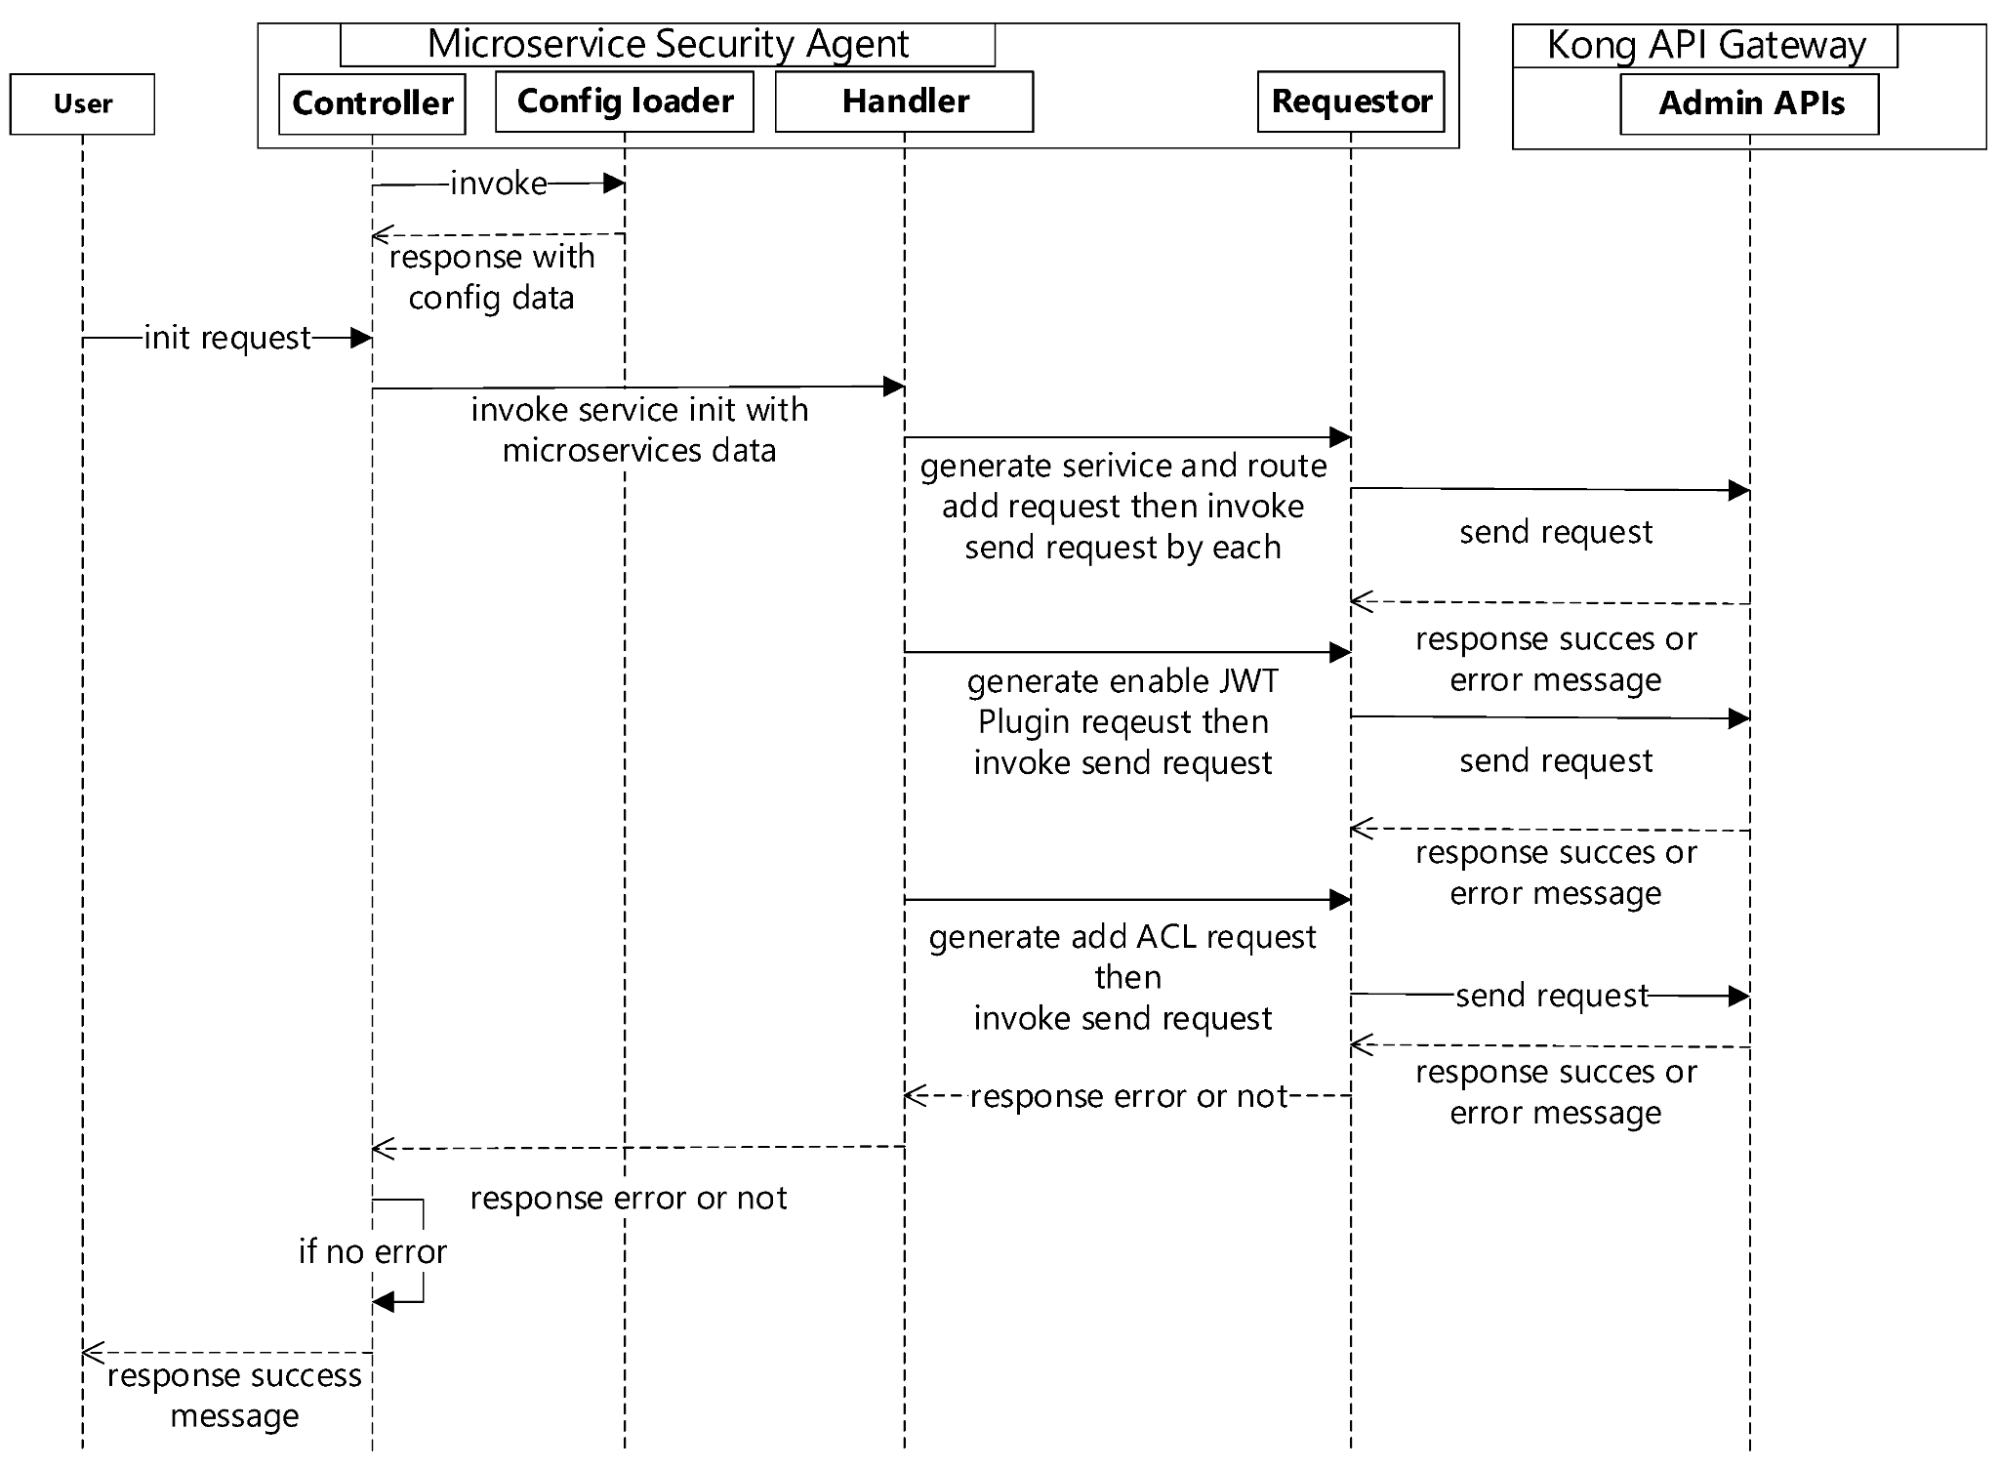 Microservice Security Agent
Kong API Gateway
User
Controller
Config loader
Handler
Requestor
Admin APIs
invoke
response with
config data
init request
invoke service init with
microservices data
generate serivice and route
add request then invoke
send request by each
send request
response succes or
error message
generate enable JWT
Plugin reqeust then
invoke send request
send request
response succes or
error message
generate add ACL request
then
invoke send request
send request
response succes or
error message
response error or not
response error or not
if no error
response success
message